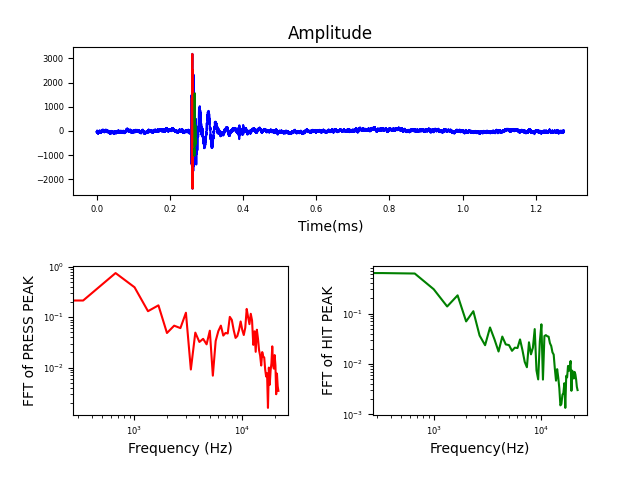 Amplitude
3000
2000
1000
0
−1000
−2000
0.0 0.2 0.4 0.6 0.8 1.0 1.2
Time(ms)
FFT of PRESS PEAK
10⁰
10⁻¹
10⁻²
10³ 10⁴
Frequency (Hz)
FFT of HIT PEAK
10⁻¹
10⁻²
10⁻³
10³ 10⁴
Frequency(Hz)